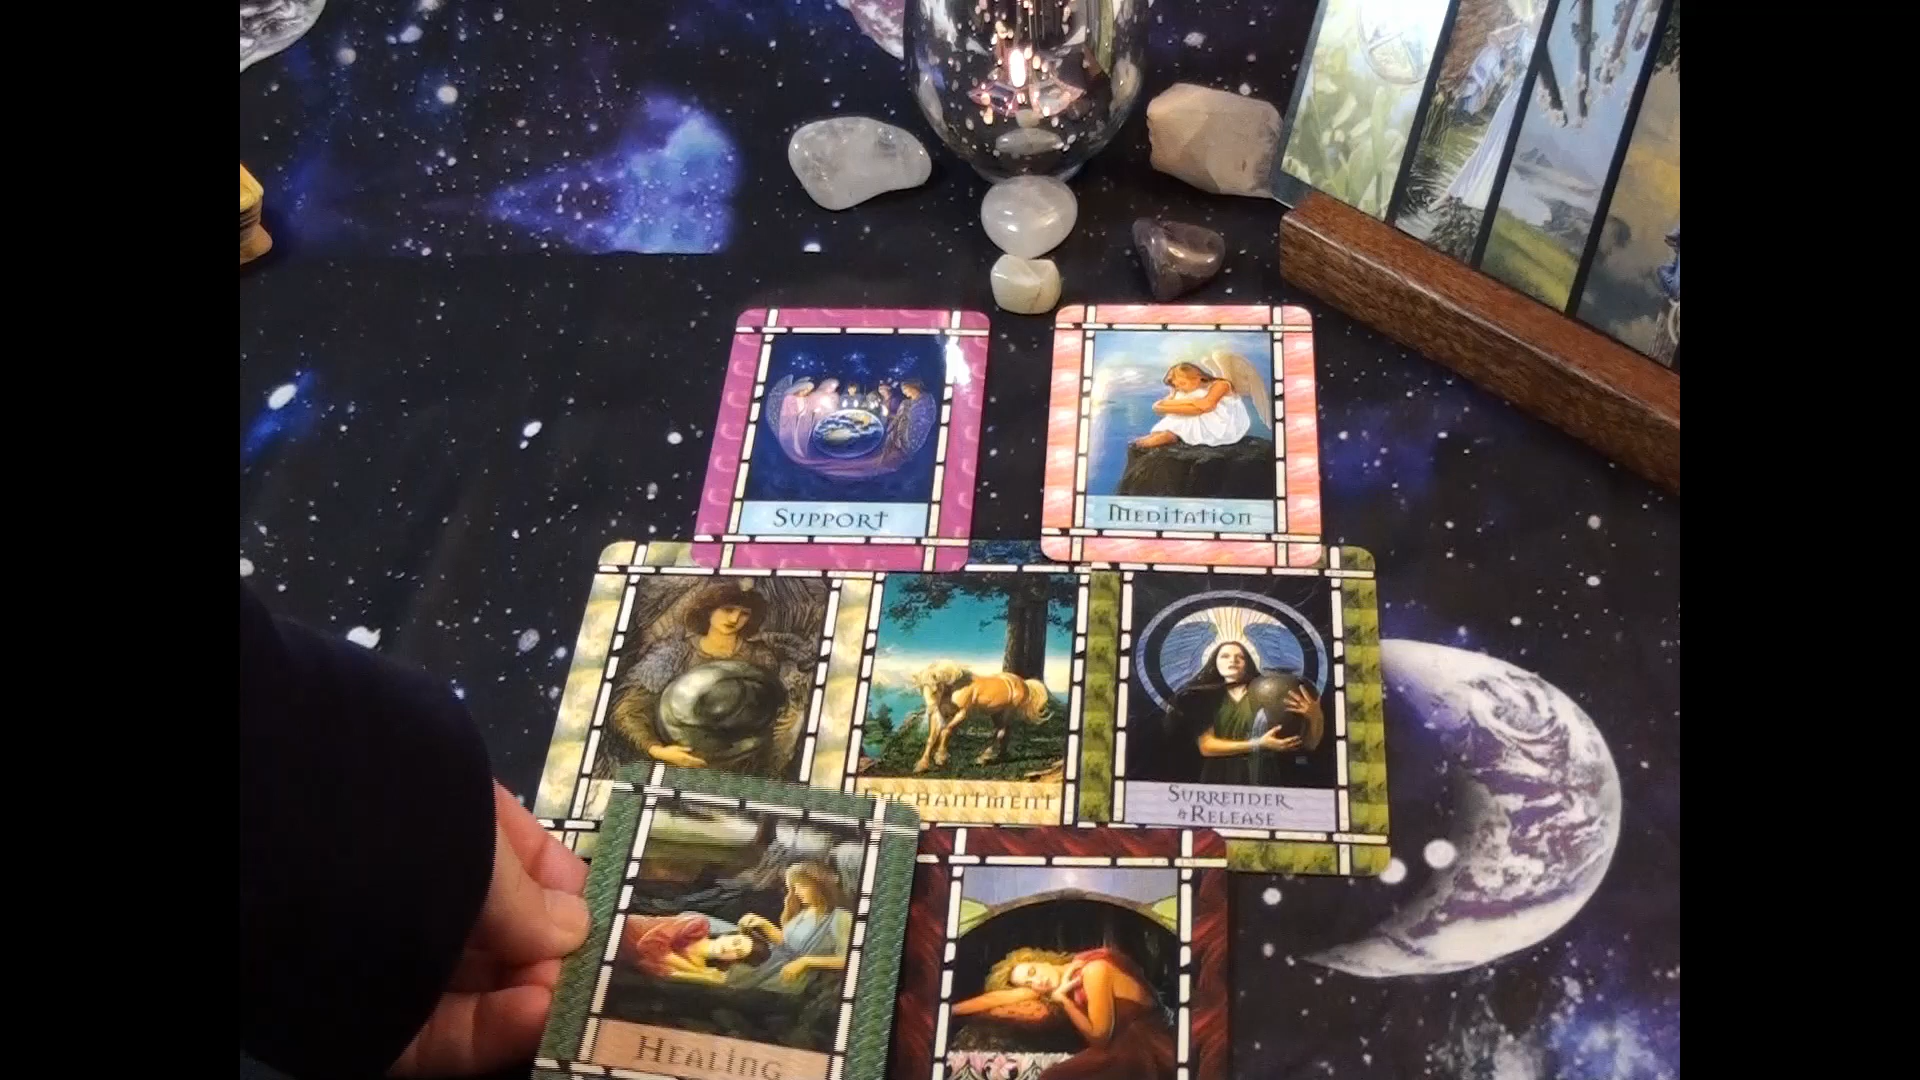 Support
Meditation
Enchantment
Surrender
& Release
Healing